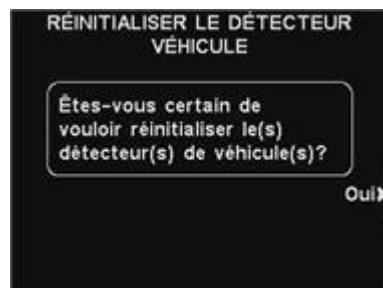 RÉINITIALISER LE DÉTECTEUR
VÉHICULE
Êtes-vous certain de
vouloir réinitialiser le(s)
détecteur(s) de véhicule(s)?
Oui